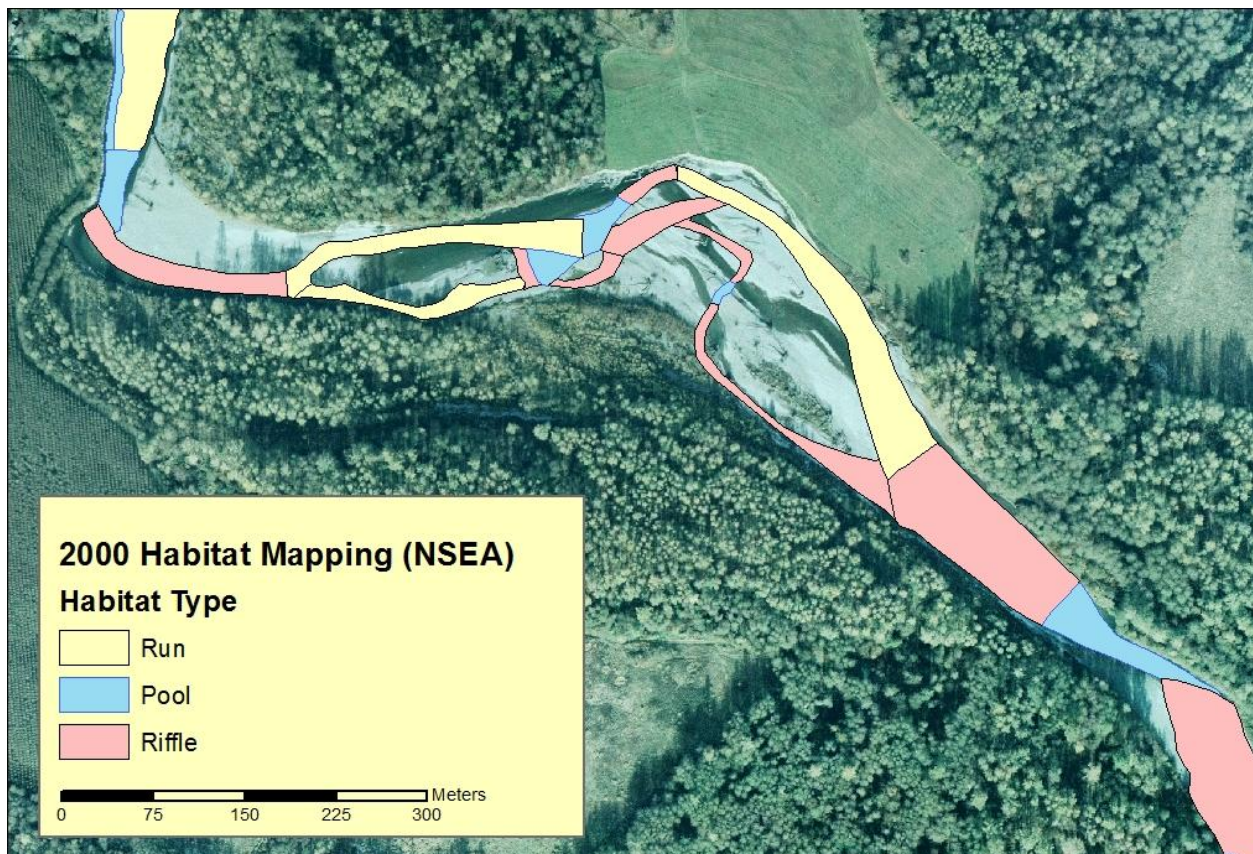 2000 Habitat Mapping (NSEA)
Habitat Type
Run
Pool
Riffle
Meters
0 75 150 225 300